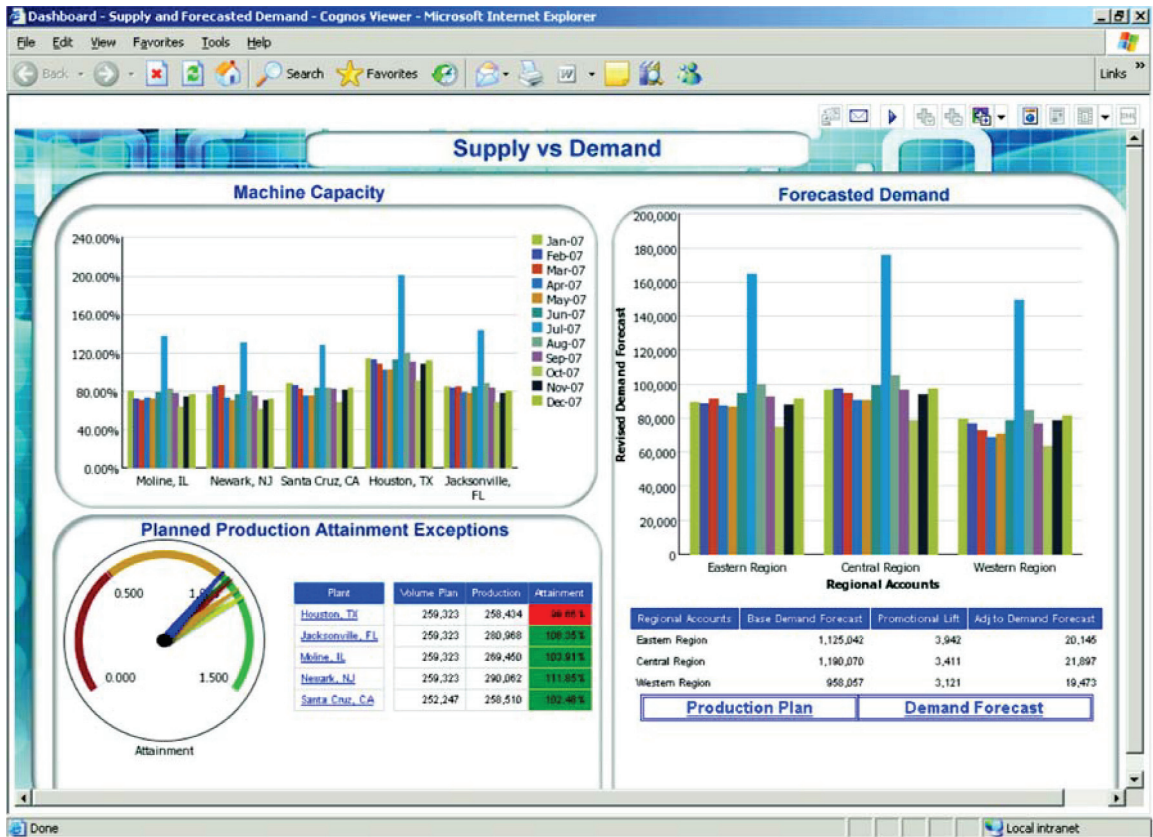 Dashboard - Supply and Forecasted Demand - Cognos Viewer - Microsoft Internet Explorer
File Edit View Favorites Tools Help
Back Search Favorites Links
Supply vs Demand
Machine Capacity
240.00%
200.00%
160.00%
120.00%
80.00%
40.00%
0.00%
Moline, IL Newark, NJ Santa Cruz, CA Houston, TX Jacksonville, FL
Jan-07
Feb-07
Mar-07
Apr-07
May-07
Jun-07
Jul-07
Aug-07
Sep-07
Oct-07
Nov-07
Dec-07
Forecasted Demand
Revised Demand Forecast
200,000
180,000
160,000
140,000
120,000
100,000
80,000
60,000
40,000
20,000
0
Eastern Region Central Region Western Region
Regional Accounts
Planned Production Attainment Exceptions
0.500
0.000 1.500
Attainment
Plant Volume Plan Production Attainment
Houston, TX 259,323 258,434 99.66%
Jacksonville, FL 259,323 280,968 108.35%
Moline, IL 259,323 269,450 103.91%
Newark, NJ 259,323 290,062 111.85%
Santa Cruz, CA 252,247 258,510 102.48%
Regional Accounts Base Demand Forecast Promotional Lift Adj to Demand Forecast
Eastern Region 1,125,042 3,942 20,145
Central Region 1,190,070 3,411 21,897
Western Region 958,057 3,121 19,473
Production Plan Demand Forecast
Done Local intranet